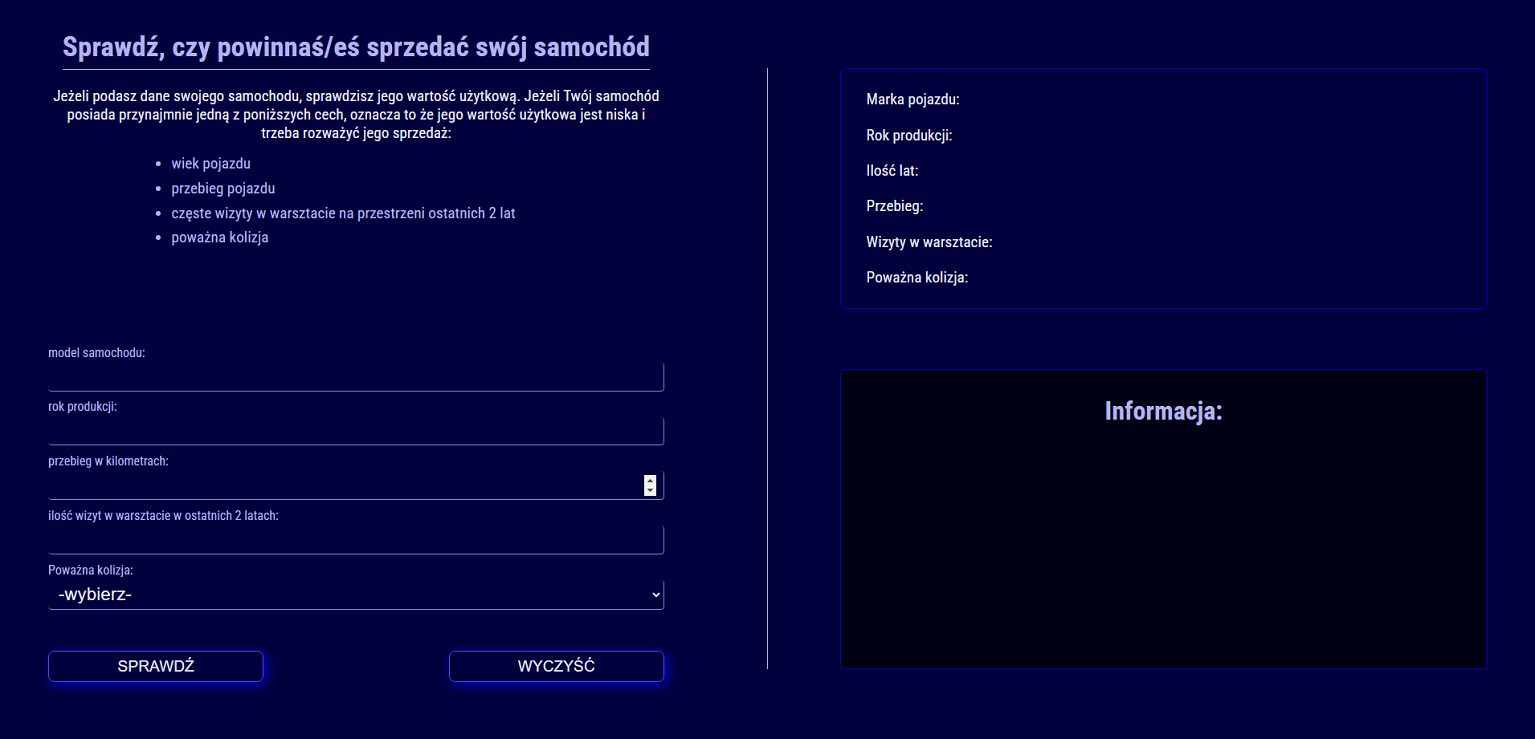 Sprawdź, czy powinnaś/eś sprzedać swój samochód
Jeżeli podasz dane swojego samochodu, sprawdzisz jego wartość użytkową. Jeżeli Twój samochód
posiada przynajmnie jedną z poniższych cech, oznacza to że jego wartość użytkowa jest niska i
trzeba rozważyć jego sprzedaż:
wiek pojazdu
przebieg pojazdu
częste wizyty w warsztacie na przestrzeni ostatnich 2 lat
poważna kolizja
model samochodu:
rok produkcji:
przebieg w kilometrach:
ilość wizyt w warsztacie w ostatnich 2 latach:
Poważna kolizja:
-wybierz-
SPRAWDŹ
WYCZYŚĆ
Marka pojazdu:
Rok produkcji:
Ilość lat:
Przebieg:
Wizyty w warsztacie:
Poważna kolizja:
Informacja: